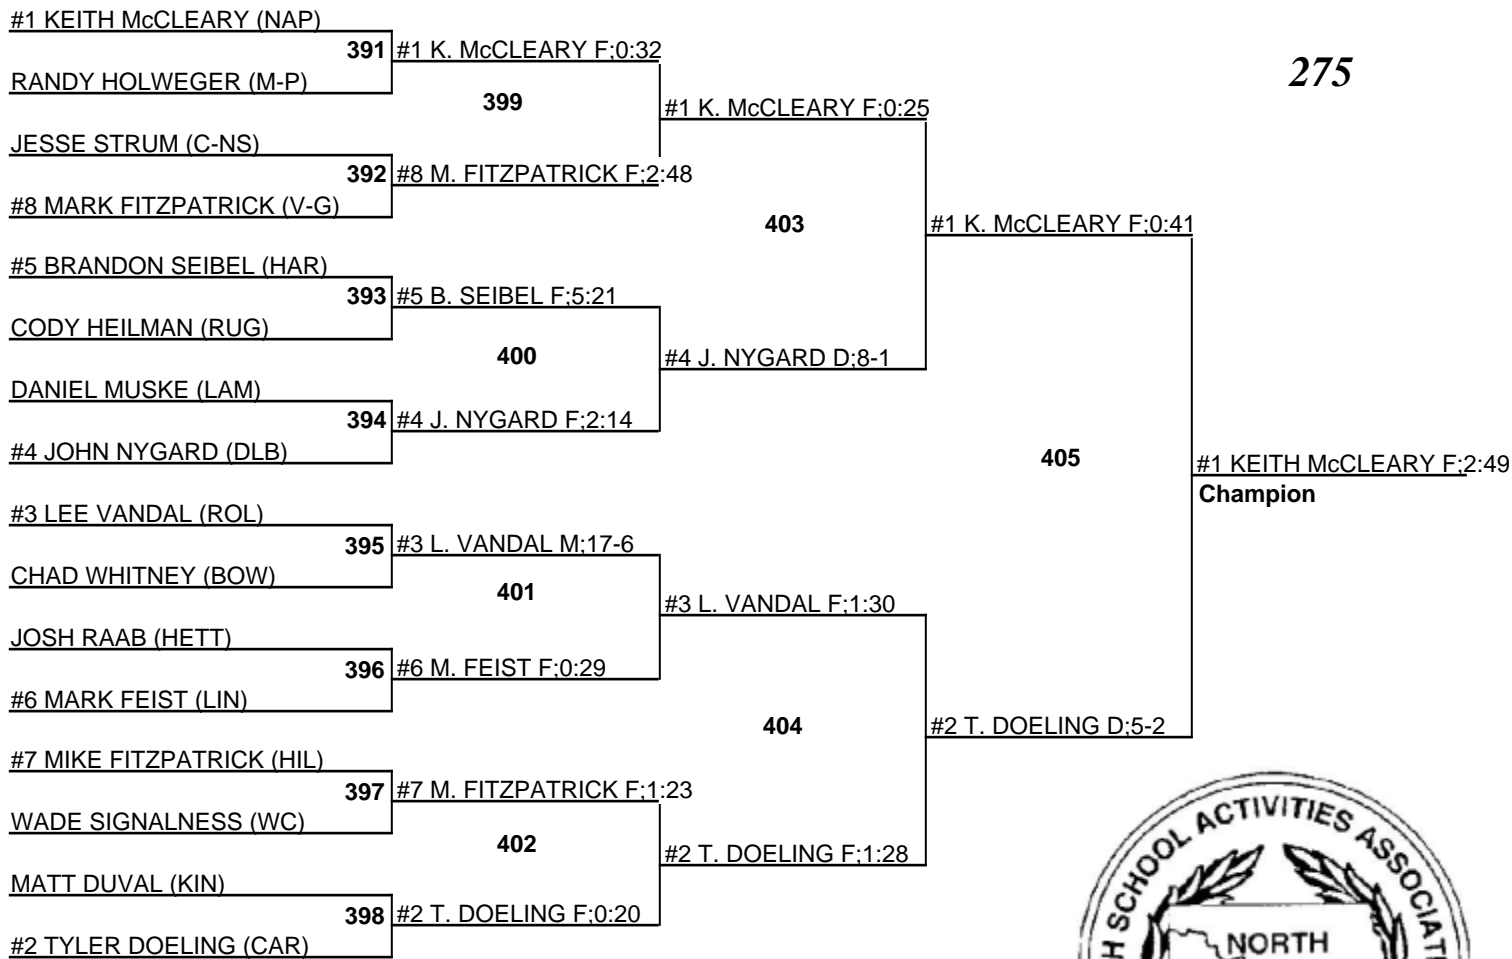 #1 KEITH McCLEARY (NAP)
391 #1 K. McCLEARY F;0:32
RANDY HOLWEGER (M-P)
275
399
#1 K. McCLEARY F;0:25
JESSE STRUM (C-NS)
392 #8 M. FITZPATRICK F;2:48
#8 MARK FITZPATRICK (V-G)
403
#1 K. McCLEARY F;0:41
#5 BRANDON SEIBEL (HAR)
393 #5 B. SEIBEL F;5:21
CODY HEILMAN (RUG)
400
#4 J. NYGARD D;8-1
DANIEL MUSKE (LAM)
394 #4 J. NYGARD F;2:14
#4 JOHN NYGARD (DLB)
405
#1 KEITH McCLEARY F;2:49
Champion
#3 LEE VANDAL (ROL)
395 #3 L. VANDAL M;17-6
CHAD WHITNEY (BOW)
401
#3 L. VANDAL F;1:30
JOSH RAAB (HETT)
396 #6 M. FEIST F;0:29
#6 MARK FEIST (LIN)
404
#2 T. DOELING D;5-2
#7 MIKE FITZPATRICK (HIL)
397 #7 M. FITZPATRICK F;1:23
WADE SIGNALNESS (WC)
402
#2 T. DOELING F;1:28
MATT DUVAL (KIN)
398 #2 T. DOELING F;0:20
#2 TYLER DOELING (CAR)
H SCHOOL ACTIVITIES ASSOCIATI
NORTH